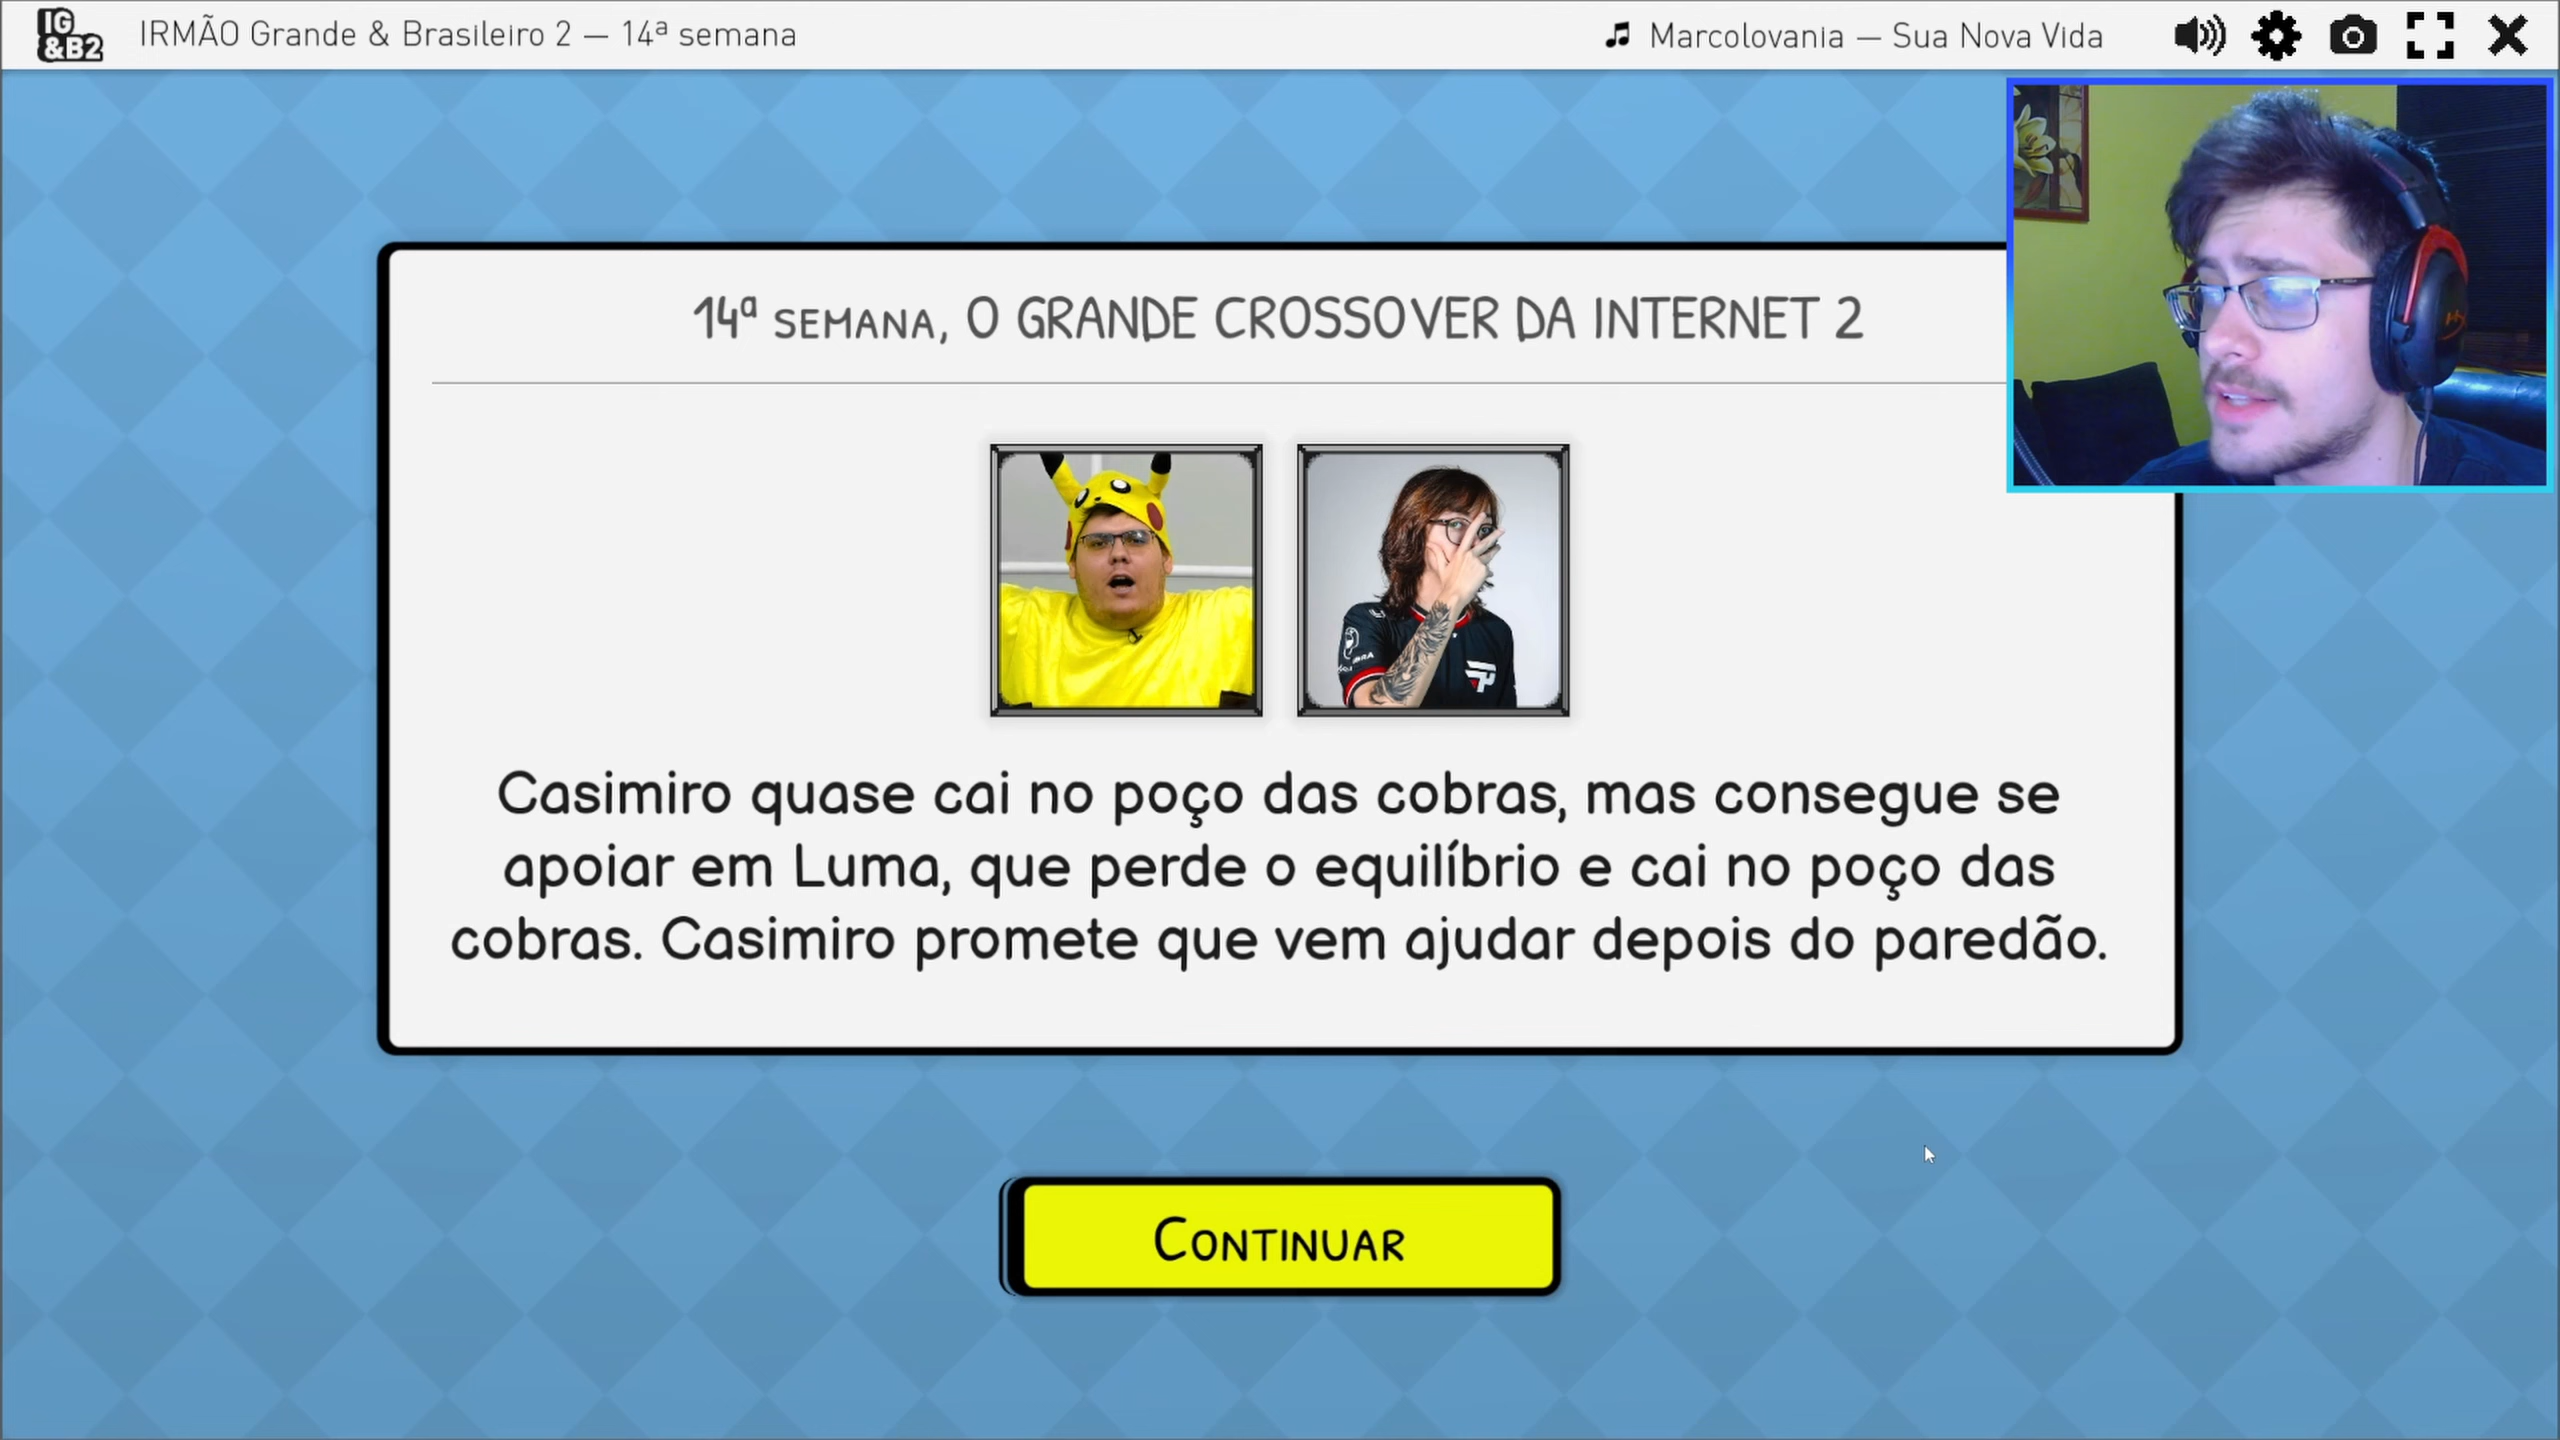 IG
&B2
IRMÃO Grande & Brasileiro 2 — 14ª semana
Marcolovania — Sua Nova Vida
14ª SEMANA, O GRANDE CROSSOVER DA INTERNET 2
Casimiro quase cai no poço das cobras, mas consegue se
apoiar em Luma, que perde o equilíbrio e cai no poço das
cobras. Casimiro promete que vem ajudar depois do paredão.
CONTINUAR